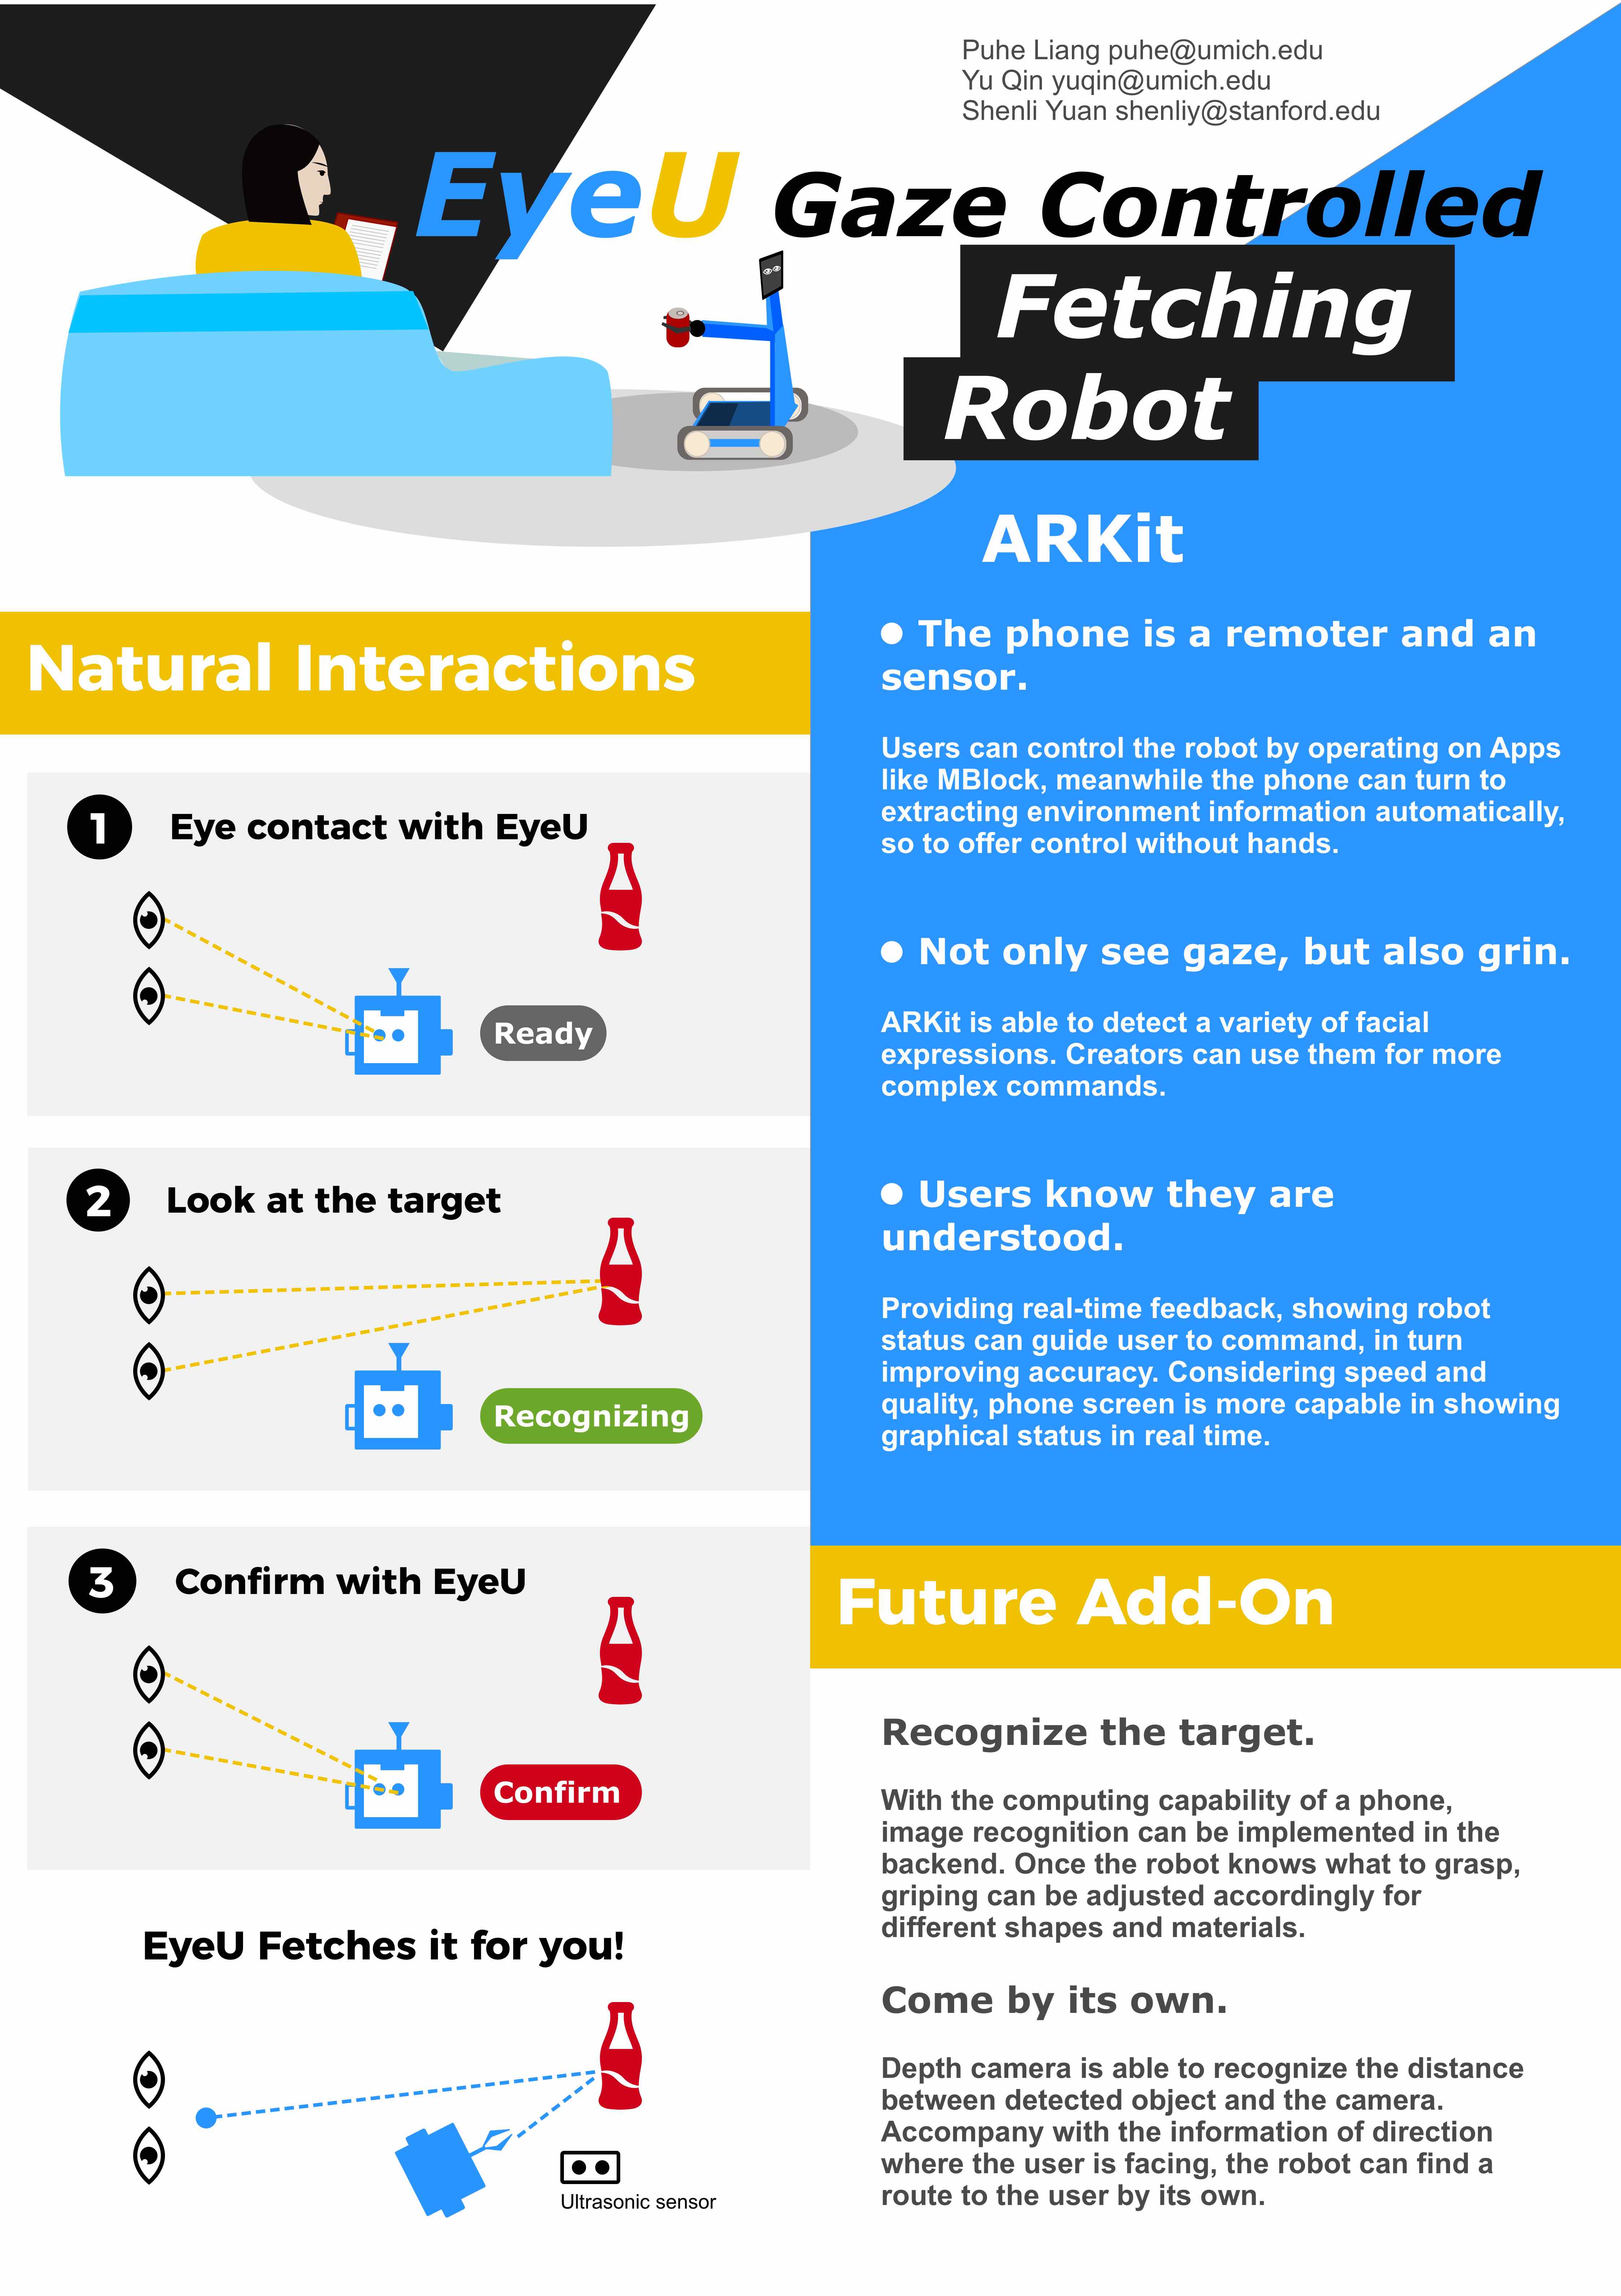 Puhe Liang puhe@umich.edu
Yu Qin yuqin@umich.edu
Shenli Yuan shenliy@stanford.edu
EyeU Gaze Controlled
Fetching
Robot
Natural Interactions
1 Eye contact with EyeU
Ready
2 Look at the target
Recognizing
3 Confirm with EyeU
Confirm
EyeU Fetches it for you!
Ultrasonic sensor
ARKit
The phone is a remoter and an
sensor.
Users can control the robot by operating on Apps
like MBlock, meanwhile the phone can turn to
extracting environment information automatically,
so to offer control without hands.
Not only see gaze, but also grin.
ARKit is able to detect a variety of facial
expressions. Creators can use them for more
complex commands.
Users know they are
understood.
Providing real-time feedback, showing robot
status can guide user to command, in turn
improving accuracy. Considering speed and
quality, phone screen is more capable in showing
graphical status in real time.
Future Add-On
Recognize the target.
With the computing capability of a phone,
image recognition can be implemented in the
backend. Once the robot knows what to grasp,
griping can be adjusted accordingly for
different shapes and materials.
Come by its own.
Depth camera is able to recognize the distance
between detected object and the camera.
Accompany with the information of direction
where the user is facing, the robot can find a
route to the user by its own.